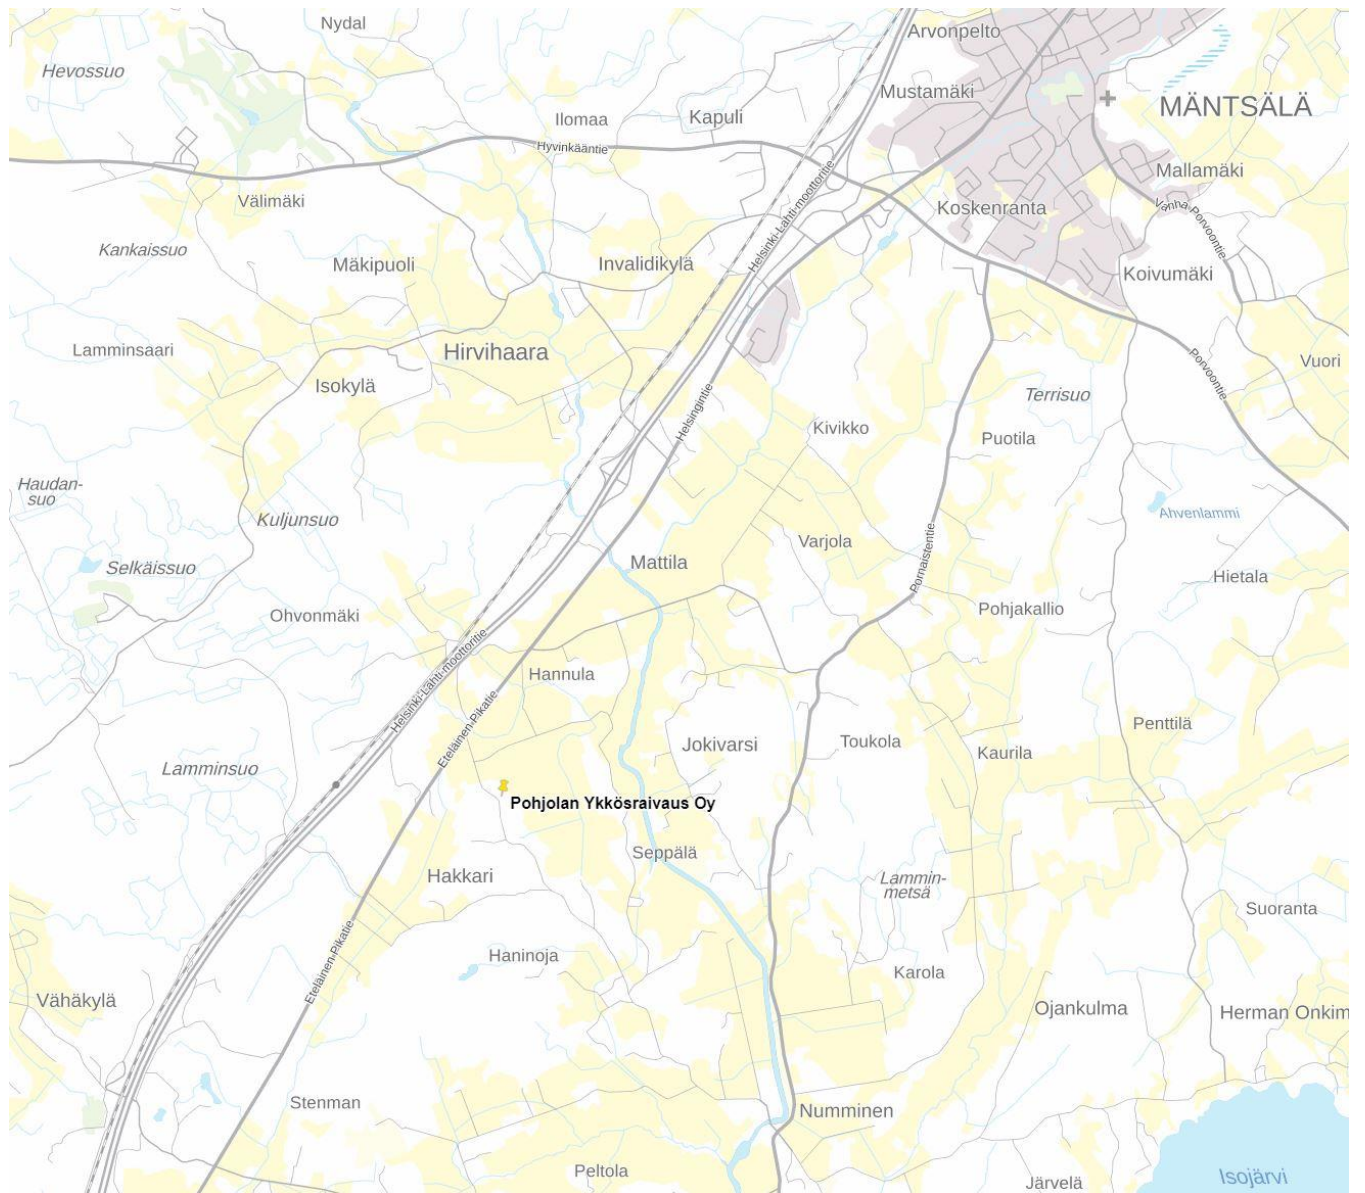 Nydal
Arvonpelto
Hevossuo
Mustamäki
MÄNTSÄLÄ
Ilomaa
Kapuli
Hyvinkääntie
Helsinki-Lahti-moottoritie
Mallamäki
Välimäki
Koskenranta
Vanha-Porvoontie
Kankaissuo
Mäkipuoli
Invalidikylä
Koivumäki
Lamminsaari
Hirvihaara
Isokylä
Vuori
Porvoontie
Terrisuo
Helsingintie
Kivikko
Puotila
Haudan-
suo
Kuljunsuo
Ahvenlammi
Varjola
Selkäissuo
Mattila
Pornaistentie
Hietala
Ohvonmäki
Pohjakallio
Helsinki-Lahti-moottoritie
Hannula
Eteläinen-Pikatie
Jokivarsi
Toukola
Kaurila
Penttilä
Lamminsuo
Pohjolan Ykkösraivaus Oy
Seppälä
Hakkari
Lammin-
metsä
Suoranta
Eteläinen-Pikatie
Haninoja
Karola
Vähäkylä
Ojankulma
Herman Onkim
Stenman
Numminen
Peltola
Järvelä
Isojärvi